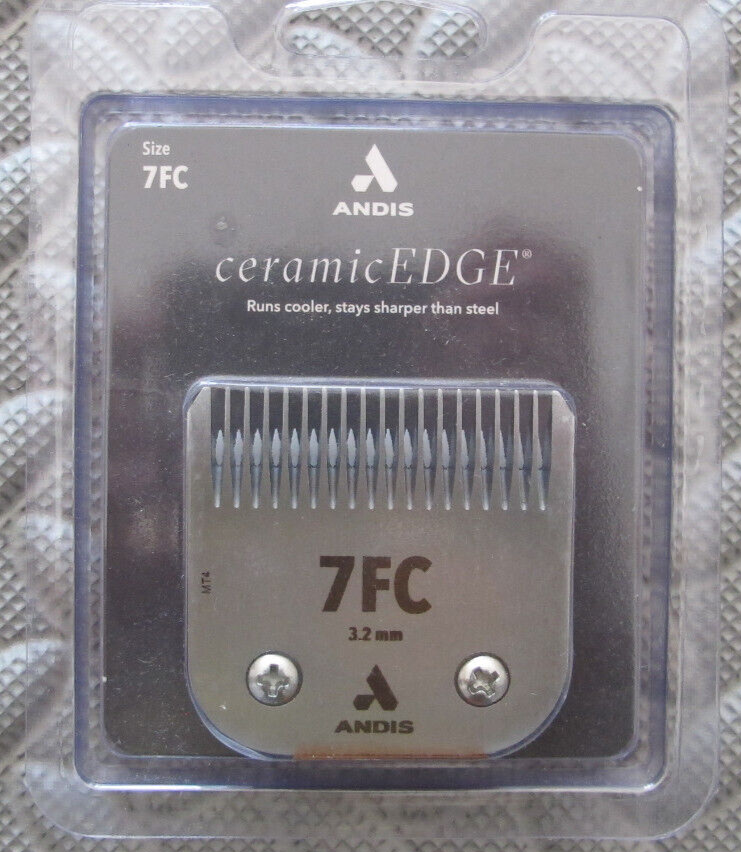 Size
7FC
ANDIS
ceramicEDGE®
Runs cooler, stays sharper than steel
MT4
7FC
3.2 mm
ANDIS